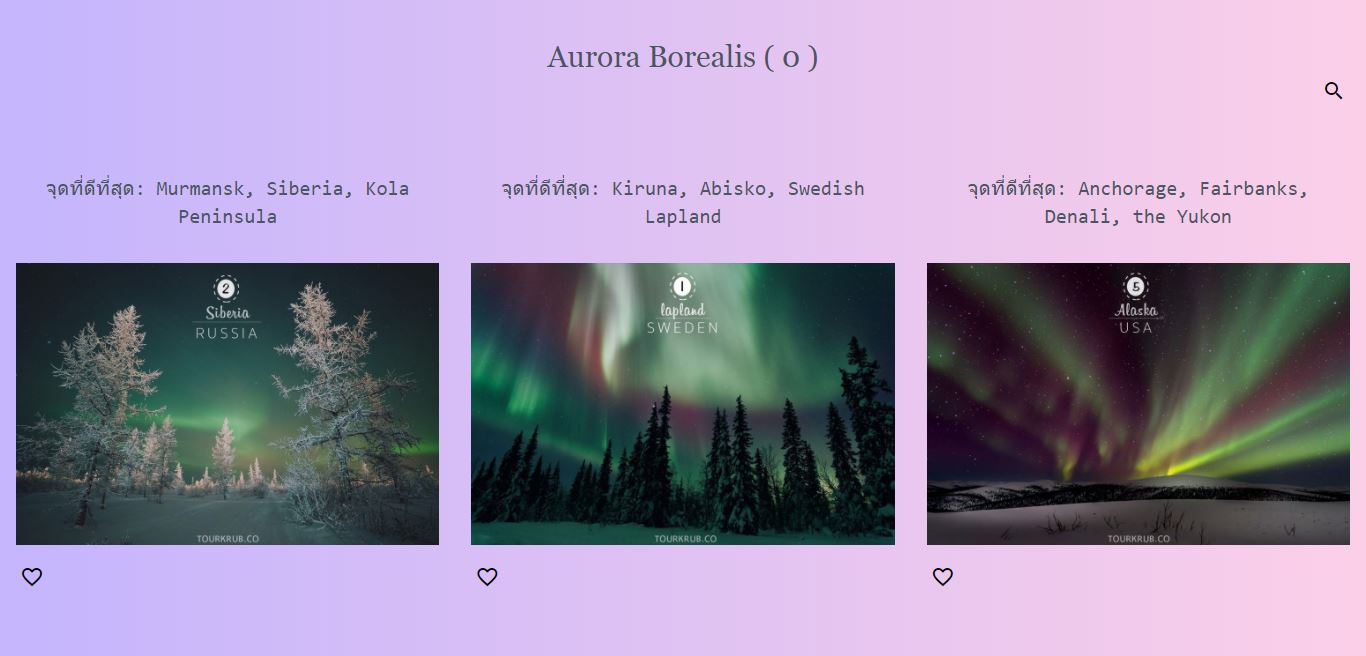 Aurora Borealis ( 0 )
จุดที่ดีที่สุด: Murmansk, Siberia, Kola
Peninsula
2
Siberia
RUSSIA
TOURKRUB.CO
จุดที่ดีที่สุด: Kiruna, Abisko, Swedish
Lapland
1
lapland
SWEDEN
TOURKRUB.CO
จุดที่ดีที่สุด: Anchorage, Fairbanks,
Denali, the Yukon
5
Alaska
USA
TOURKRUB.CO